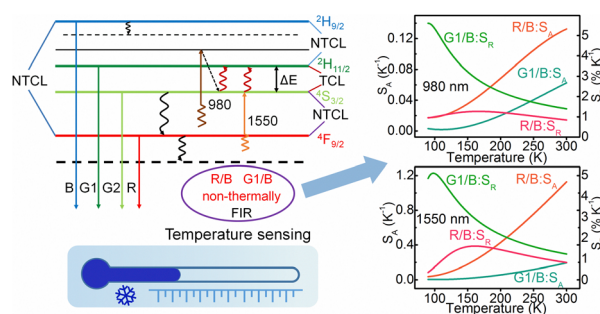 ²H₉/₂
NTCL
²H₁₁/₂
NTCL
TCL
980
ΔE
⁴S₃/₂
1550
NTCL
⁴F₉/₂
B G1 G2 R
R/B G1/B
non-thermally
FIR
Temperature sensing
R/B:S_A
G1/B:S_R
0.12
5
4
0.08
980 nm
G1/B:S_A
3
2
0.04
1
R/B:S_R
0.00
0
S_A (K⁻¹)
S_R (% K⁻¹)
100 150 200 250 300
Temperature (K)
1.2
G1/B:S_R
R/B:S_A
5
4
0.8
1550 nm
R/B:S_R
3
2
0.4
1
G1/B:S_A
0.0
0
S_A (K⁻¹)
S_R (% K⁻¹)
100 150 200 250 300
Temperature (K)